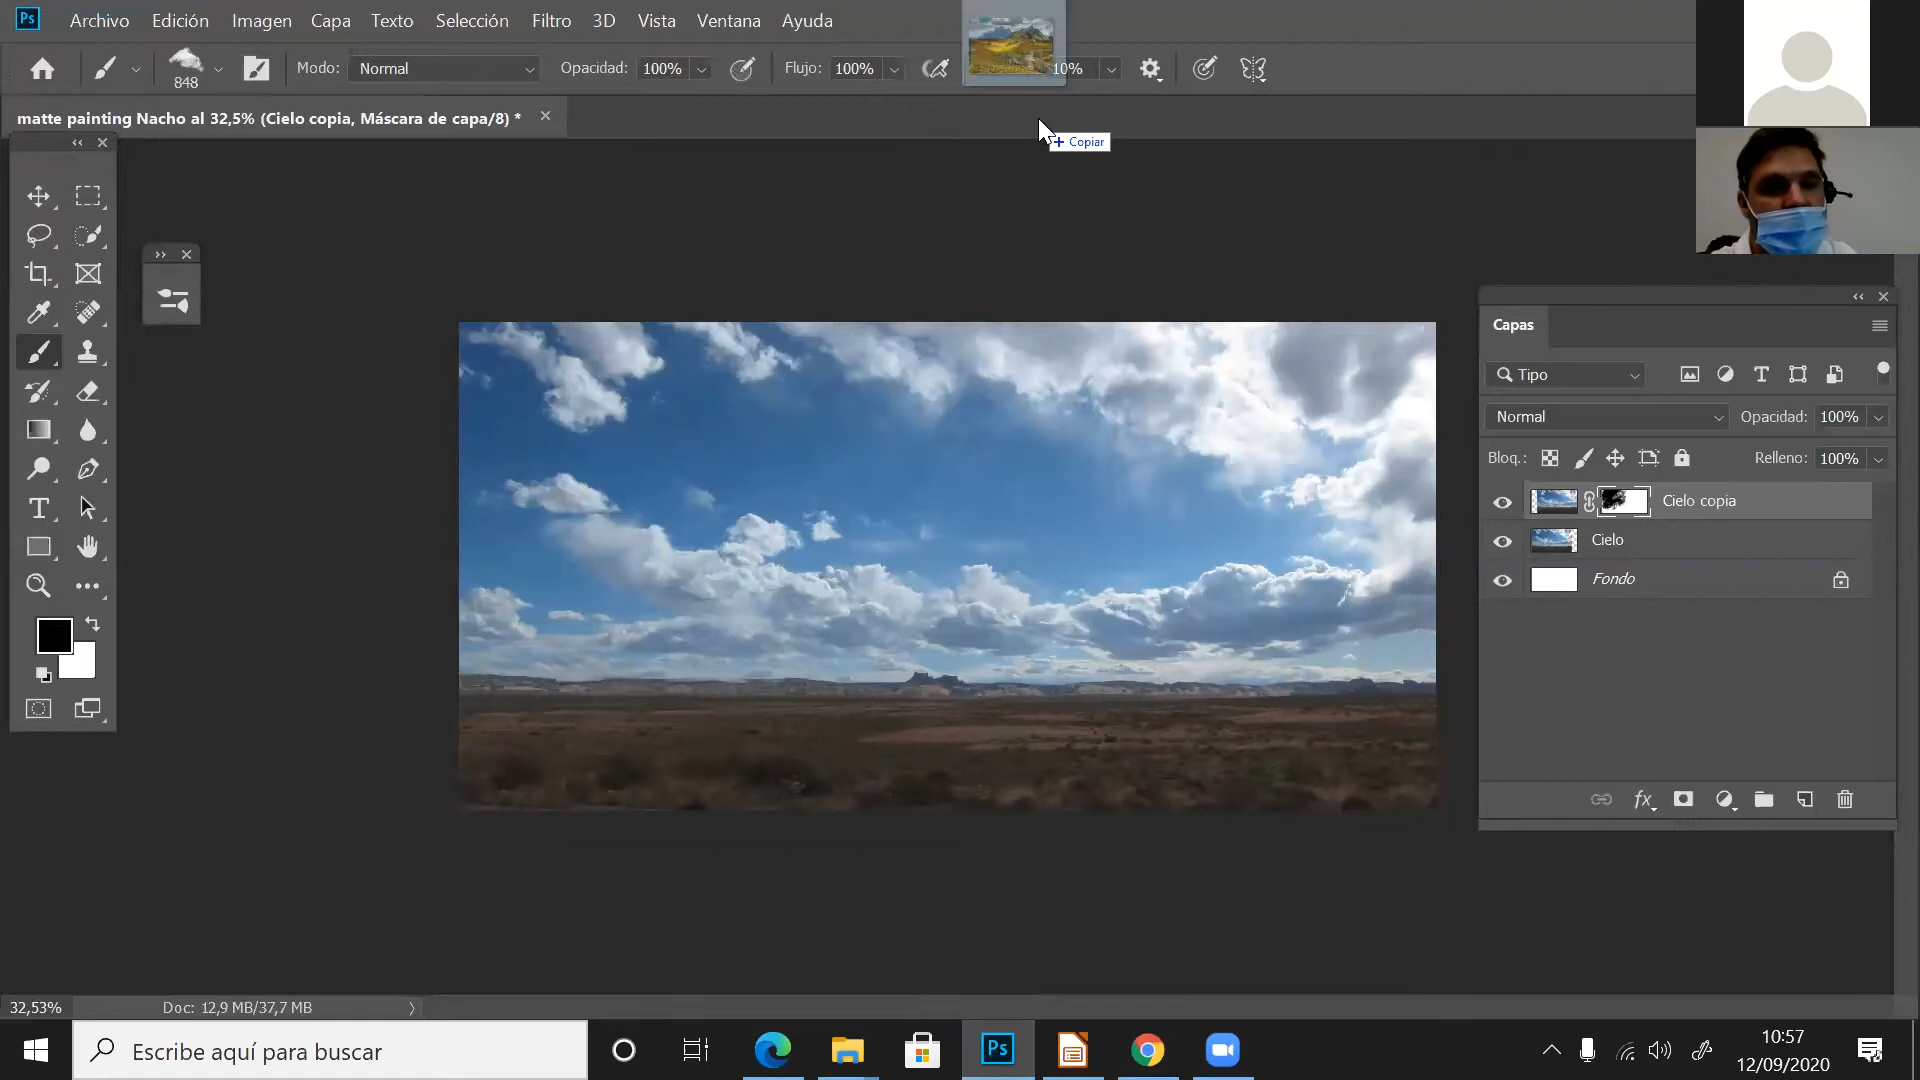 Ps Archivo Edición Imagen Capa Texto Selección Filtro 3D Vista Ventana Ayuda
848 Modo: Normal Opacidad: 100% Flujo: 100% 10%
matte painting Nacho al 32,5% (Cielo copia, Máscara de capa/8) *
Copiar
Capas
Tipo
Normal Opacidad: 100%
Bloq.: Relleno: 100%
Cielo copia
Cielo
Fondo
fx
32,53% Doc: 12,9 MB/37,7 MB
Escribe aquí para buscar
Ps
10:57
12/09/2020